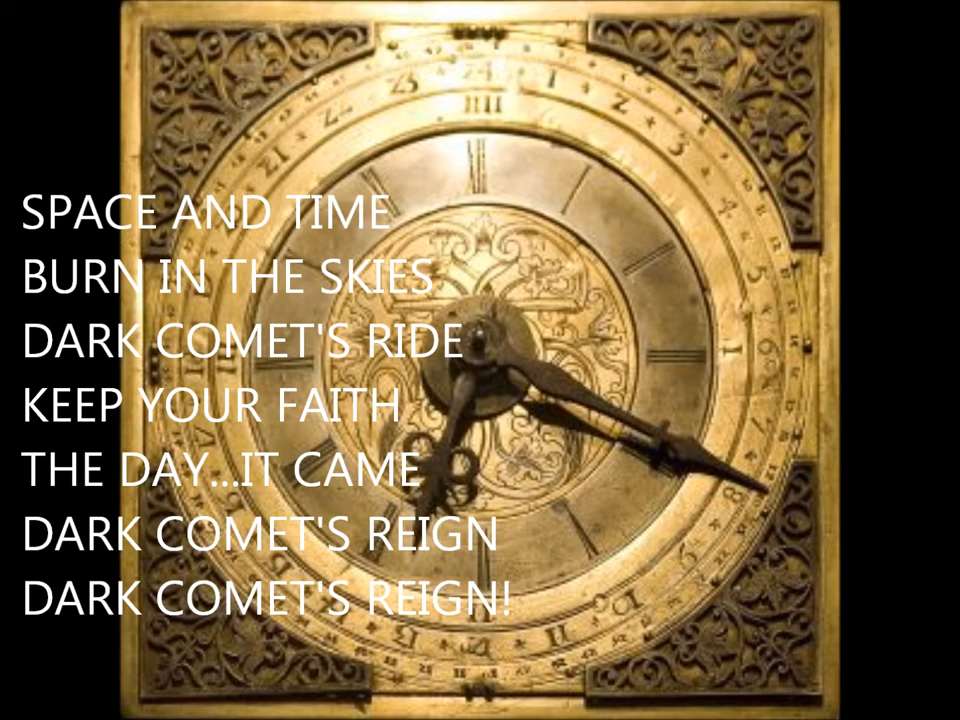 SPACE AND TIME
BURN IN THE SKIES
DARK COMET'S RIDE
KEEP YOUR FAITH
THE DAY...IT CAME
DARK COMET'S REIGN
DARK COMET'S REIGN!